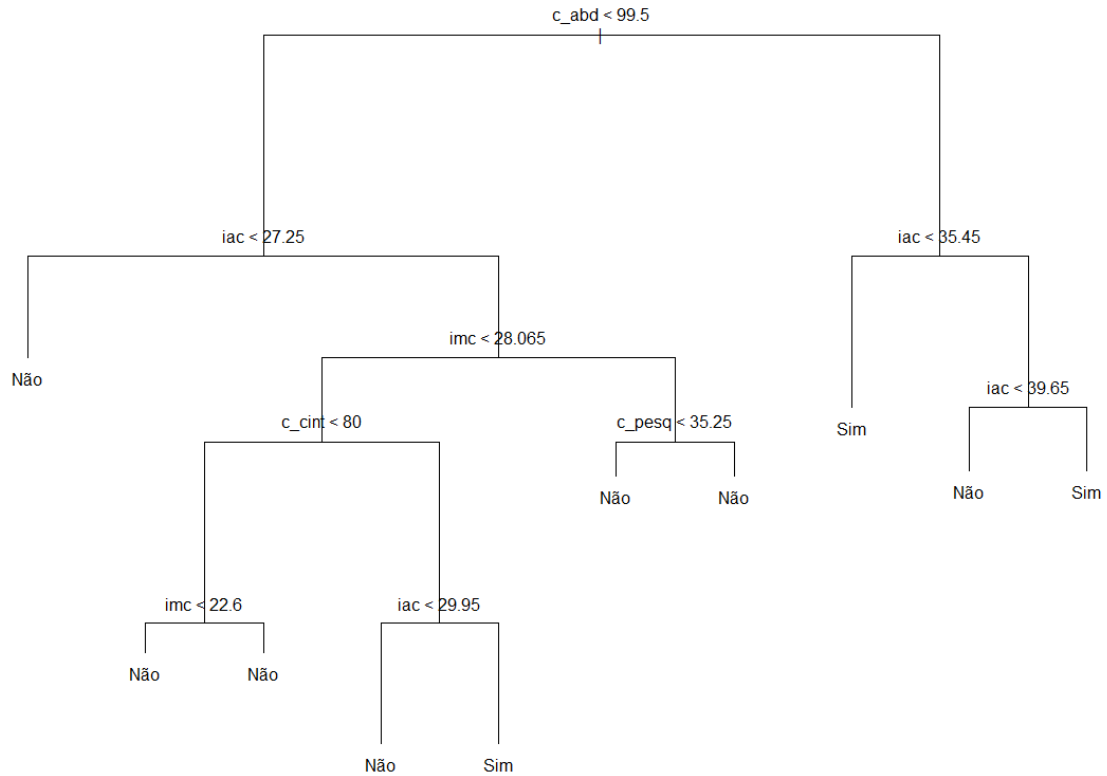 c_abd < 99.5
iac < 27.25
iac < 35.45
imc < 28.065
Não
iac < 39.65
c_cint < 80
c_pesq < 35.25
Sim
Não
Não
Não
Sim
imc < 22.6
iac < 29.95
Não
Não
Não
Sim